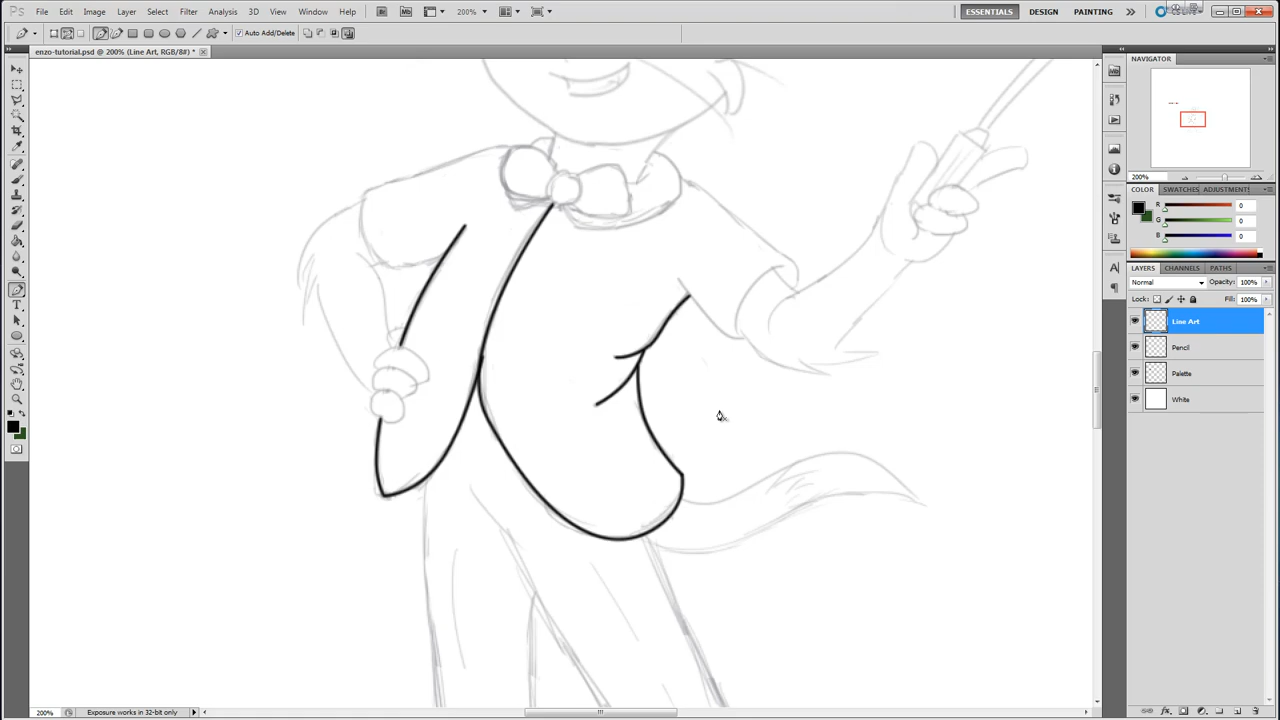 Ps File Edit Image Layer Select Filter Analysis 3D View Window Help Br Mb 200% ESSENTIALS DESIGN PAINTING
Auto Add/Delete
enzo-tutorial.psd @ 200% (Line Art, RGB/8#) *
NAVIGATOR
200%
COLOR SWATCHES ADJUSTMENTS
R 0
G 0
B 0
LAYERS CHANNELS PATHS
Normal Opacity: 100%
Lock: Fill: 100%
Line Art
Pencil
Palette
White
200% Exposure works in 32-bit only